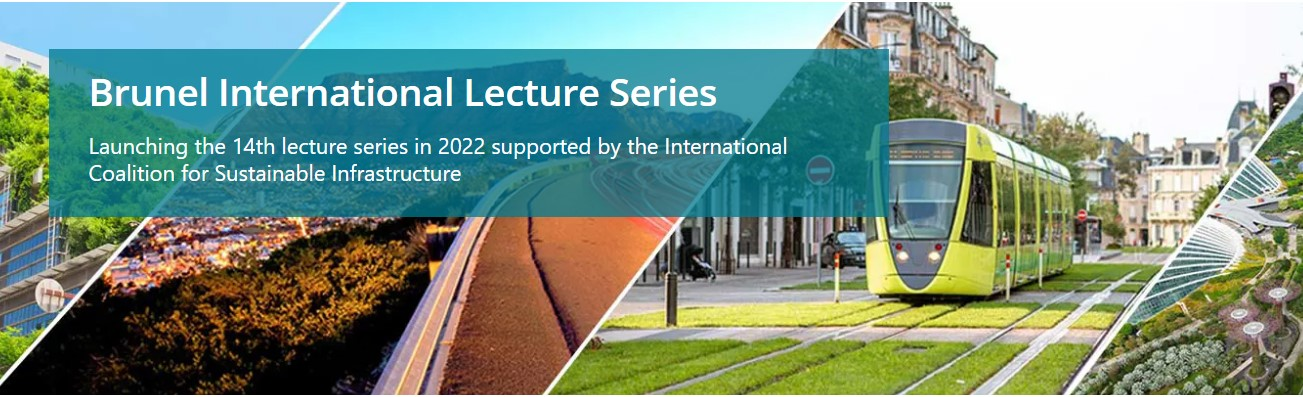 Brunel International Lecture Series
Launching the 14th lecture series in 2022 supported by the International
Coalition for Sustainable Infrastructure